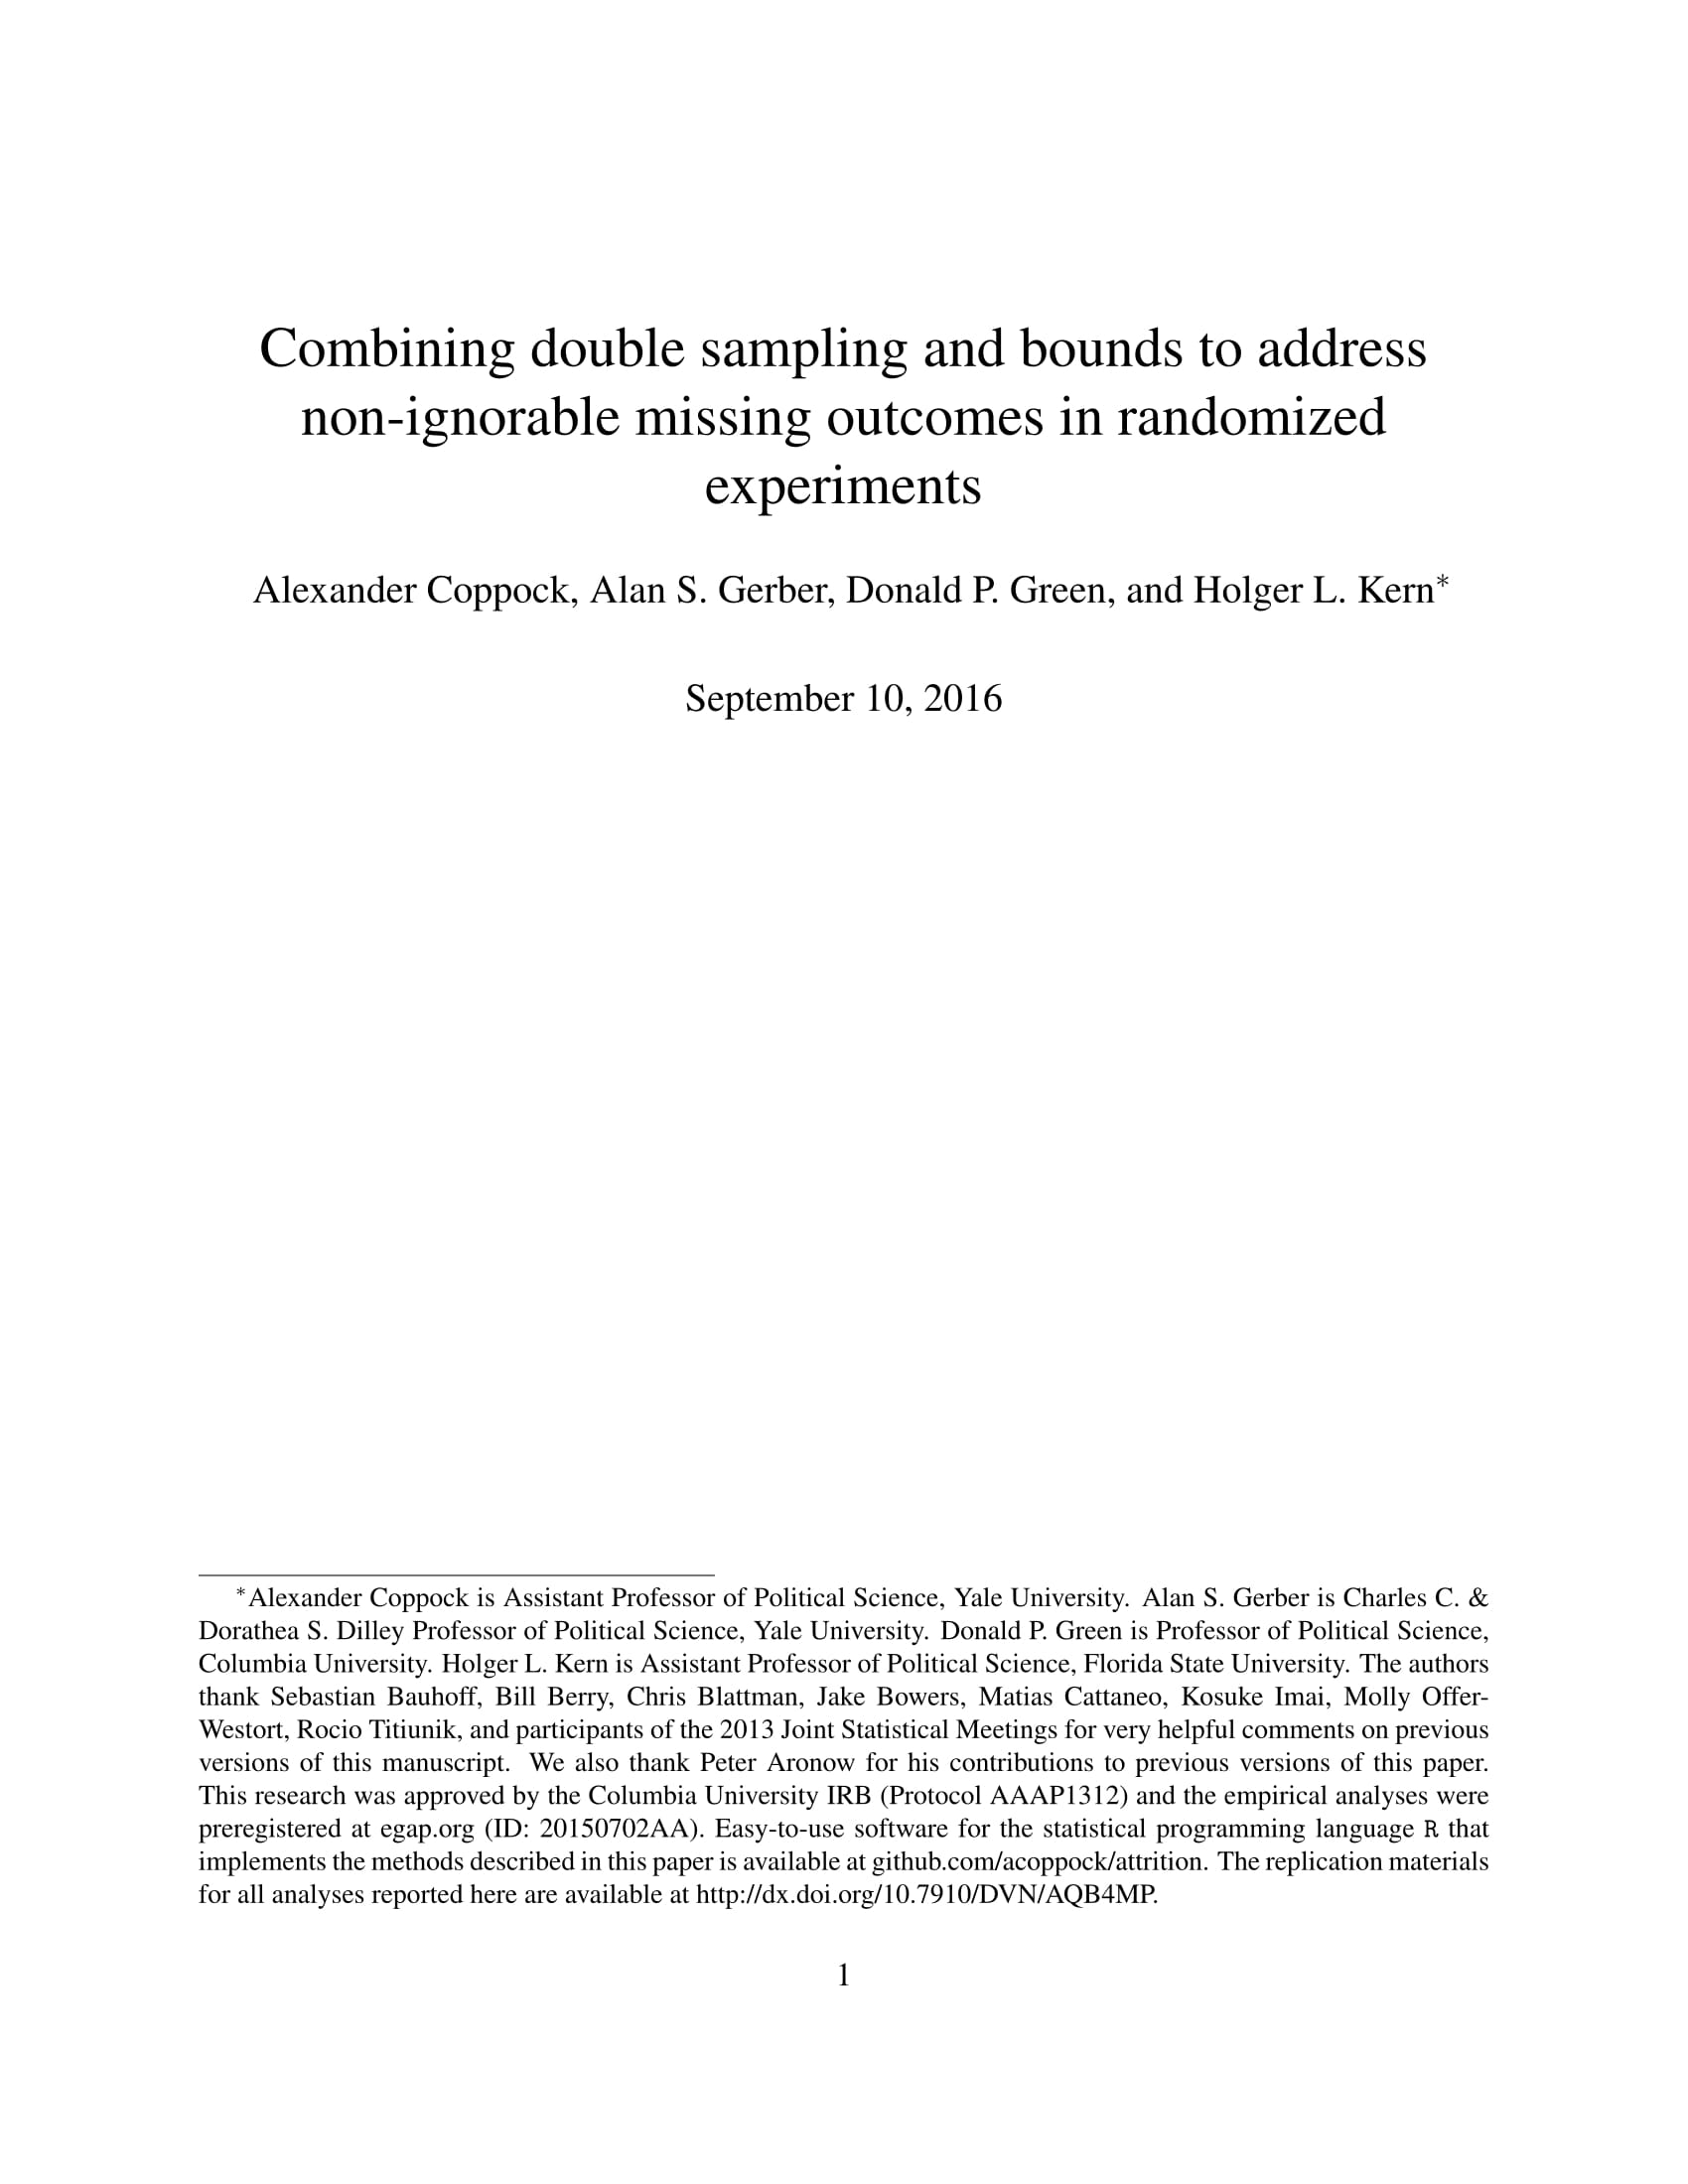 Combining double sampling and bounds to address
non-ignorable missing outcomes in randomized
experiments
Alexander Coppock, Alan S. Gerber, Donald P. Green, and Holger L. Kern*
September 10, 2016
*Alexander Coppock is Assistant Professor of Political Science, Yale University. Alan S. Gerber is Charles C. &
Dorathea S. Dilley Professor of Political Science, Yale University. Donald P. Green is Professor of Political Science,
Columbia University. Holger L. Kern is Assistant Professor of Political Science, Florida State University. The authors
thank Sebastian Bauhoff, Bill Berry, Chris Blattman, Jake Bowers, Matias Cattaneo, Kosuke Imai, Molly Offer-
Westort, Rocio Titiunik, and participants of the 2013 Joint Statistical Meetings for very helpful comments on previous
versions of this manuscript. We also thank Peter Aronow for his contributions to previous versions of this paper.
This research was approved by the Columbia University IRB (Protocol AAAP1312) and the empirical analyses were
preregistered at egap.org (ID: 20150702AA). Easy-to-use software for the statistical programming language R that
implements the methods described in this paper is available at github.com/acoppock/attrition. The replication materials
for all analyses reported here are available at http://dx.doi.org/10.7910/DVN/AQB4MP.
1